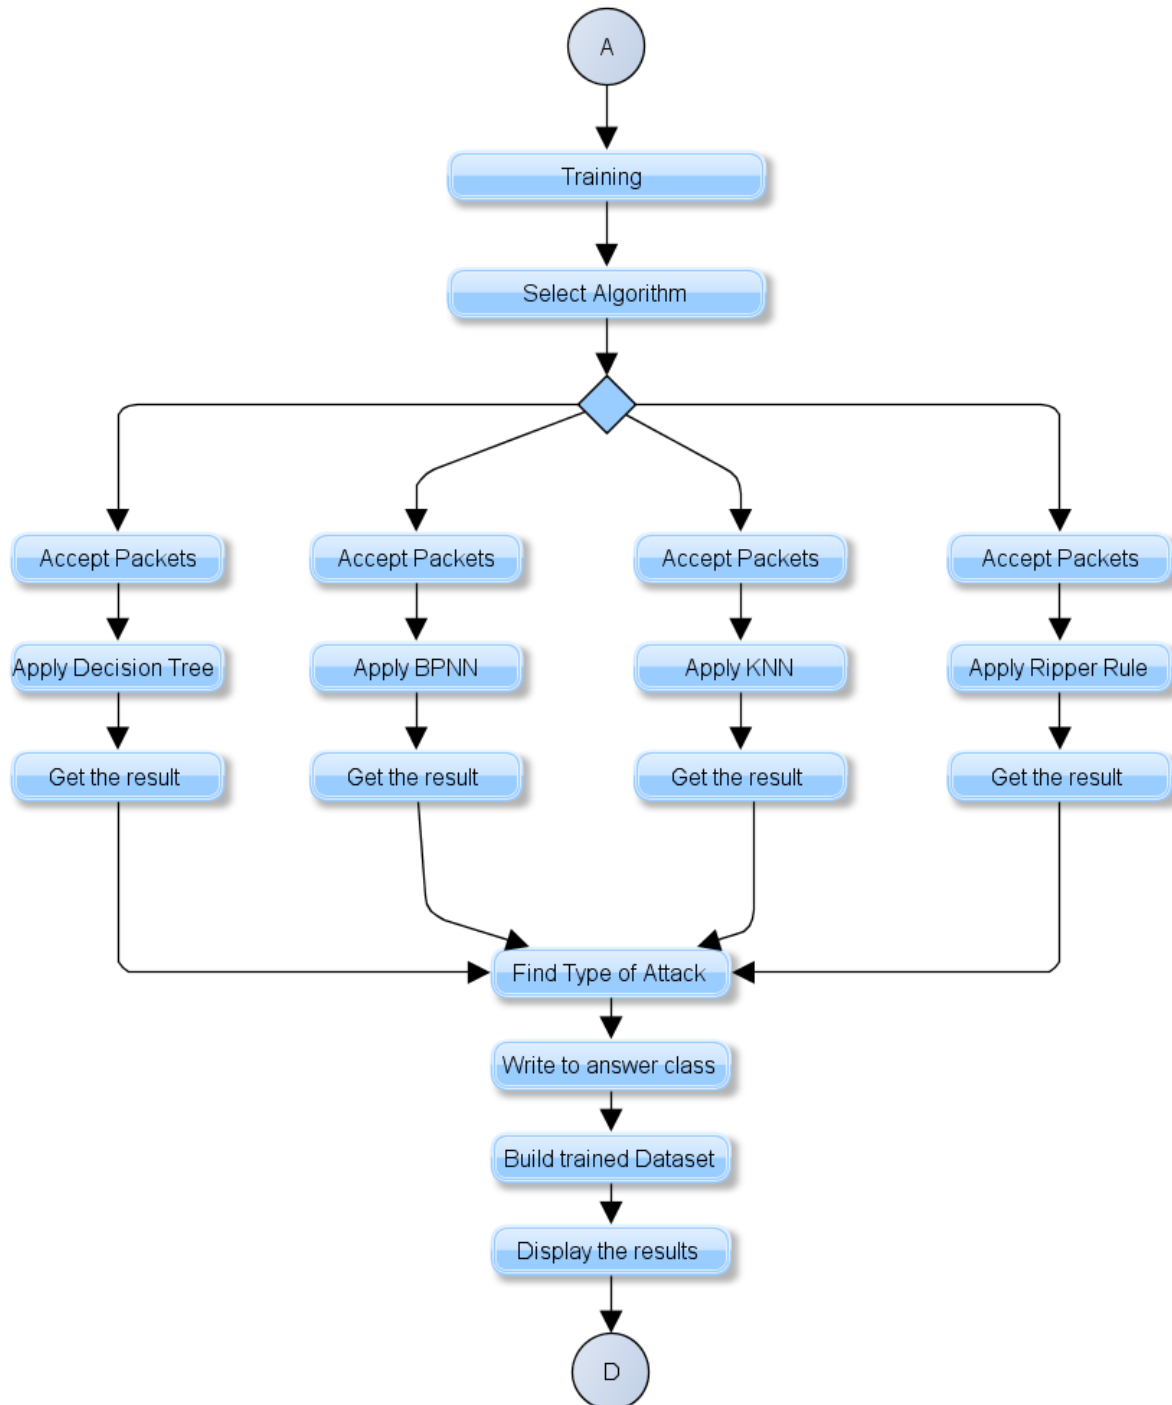 A
Training
Select Algorithm
Accept Packets
Accept Packets
Accept Packets
Accept Packets
Apply Decision Tree
Apply BPNN
Apply KNN
Apply Ripper Rule
Get the result
Get the result
Get the result
Get the result
Find Type of Attack
Write to answer class
Build trained Dataset
Display the results
D